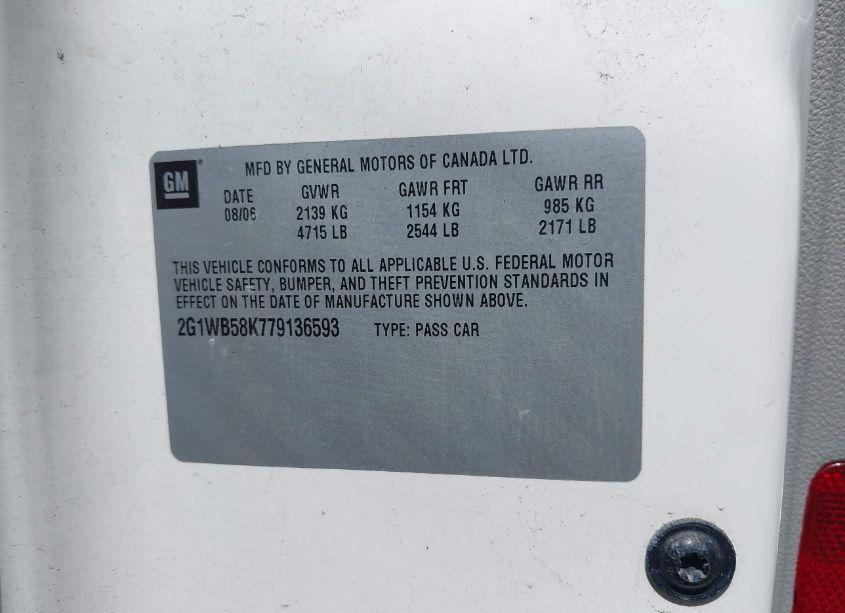 GM ®
MFD BY GENERAL MOTORS OF CANADA LTD.
DATE GVWR GAWR FRT GAWR RR
08/06 2139 KG 1154 KG 985 KG
4715 LB 2544 LB 2171 LB
THIS VEHICLE CONFORMS TO ALL APPLICABLE U.S. FEDERAL MOTOR
VEHICLE SAFETY, BUMPER, AND THEFT PREVENTION STANDARDS IN
EFFECT ON THE DATE OF MANUFACTURE SHOWN ABOVE.
2G1WB58K779136593 TYPE: PASS CAR